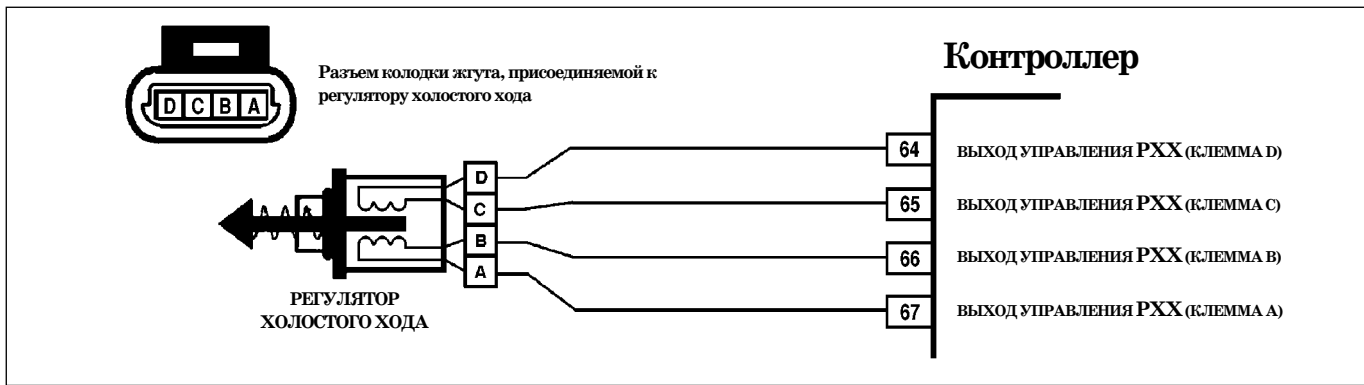 Контроллер
Разъем колодки жгута, присоединяемой к
регулятору холостого хода
D C B A
D
C
B
A
64
ВЫХОД УПРАВЛЕНИЯ РХХ (КЛЕММА D)
65
ВЫХОД УПРАВЛЕНИЯ РХХ (КЛЕММА C)
66
ВЫХОД УПРАВЛЕНИЯ РХХ (КЛЕММА B)
67
ВЫХОД УПРАВЛЕНИЯ РХХ (КЛЕММА A)
РЕГУЛЯТОР
ХОЛОСТОГО ХОДА